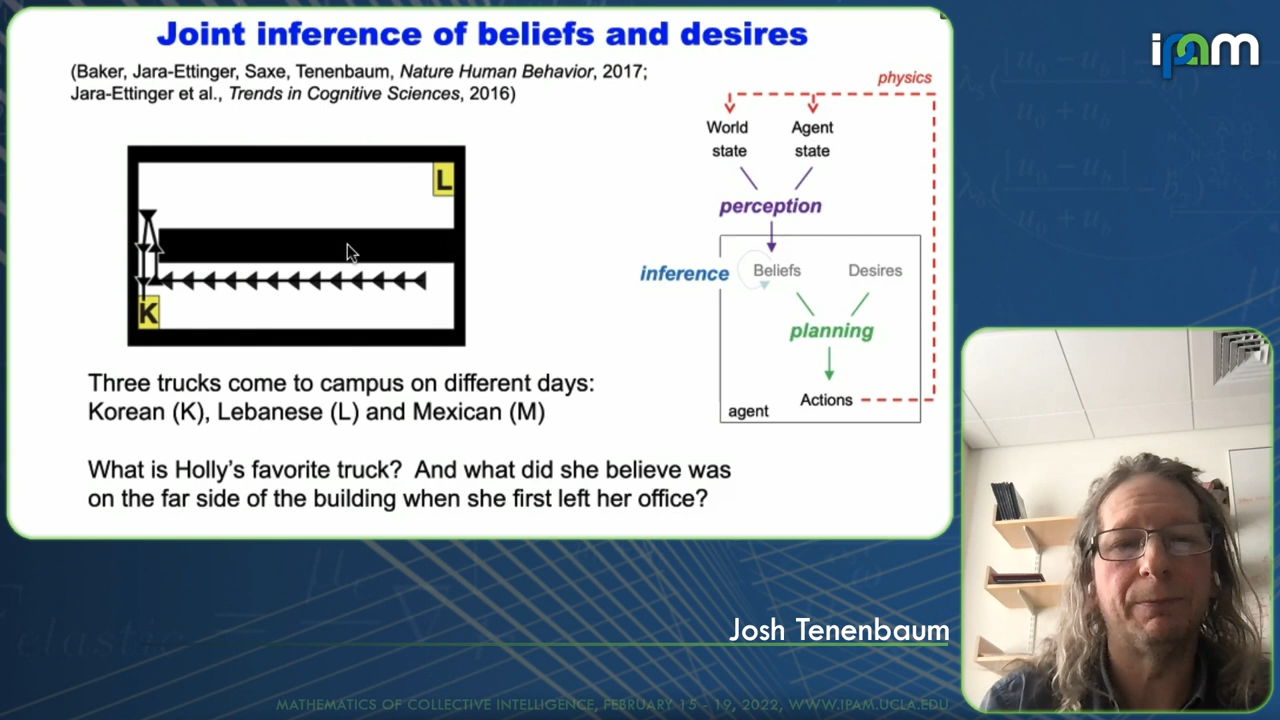 Joint inference of beliefs and desires
(Baker, Jara-Ettinger, Saxe, Tenenbaum, Nature Human Behavior, 2017;
Jara-Ettinger et al., Trends in Cognitive Sciences, 2016)
L
K
physics
World
state
Agent
state
perception
inference
Beliefs
Desires
planning
Actions
agent
Three trucks come to campus on different days:
Korean (K), Lebanese (L) and Mexican (M)
What is Holly's favorite truck? And what did she believe was
on the far side of the building when she first left her office?
ipam
Josh Tenenbaum
MATHEMATICS OF COLLECTIVE INTELLIGENCE, FEBRUARY 15 - 19, 2022, WWW.IPAM.UCLA.EDU
elastic